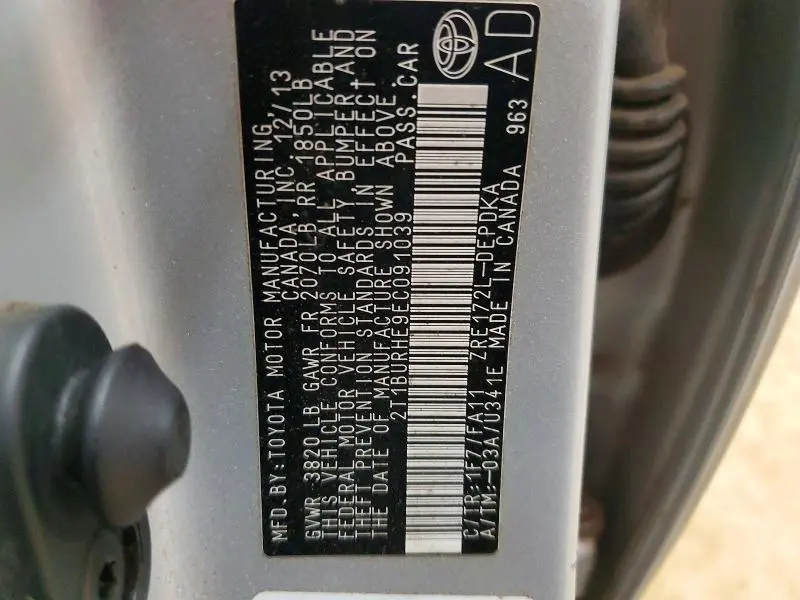 MFD. BY: TOYOTA MOTOR MANUFACTURING,
CANADA, INC. 12/13
GVWR 3820 LB GAWR FR 2070LB RR 1850LB
THIS VEHICLE CONFORMS TO ALL APPLICABLE
FEDERAL MOTOR VEHICLE SAFETY, BUMPER, AND
THEFT PREVENTION STANDARDS IN EFFECT ON
THE DATE OF MANUFACTURE SHOWN ABOVE.
2T1BURHE9EC091039 PASS. CAR
C/TR: 1F7/FA11 ZRE172L-DEPDKA
A/TM: -03A/U341E MADE IN CANADA 963
AD